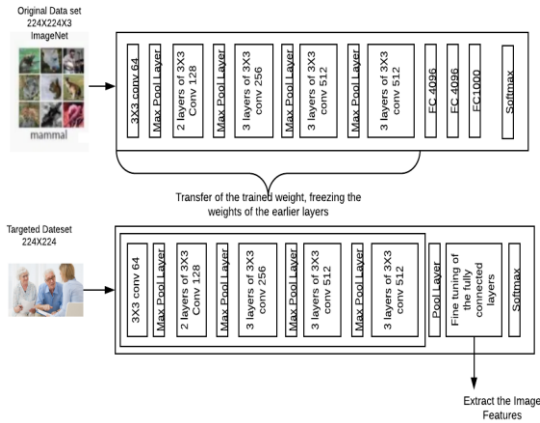 Original Data set
224X224X3
ImageNet
mammal
3X3 conv 64
Max Pool Layer
2 layers of 3X3
Conv 128
Max Pool Layer
3 layers of 3X3
conv 256
Max Pool Layer
3 layers of 3X3
conv 512
Max Pool Layer
3 layers of 3X3
conv 512
FC 4096
FC 4096
FC1000
Softmax
Transfer of the trained weight, freezing the
weights of the earlier layers
Targeted Dateset
224X224
3X3 conv 64
Max Pool Layer
2 layers of 3X3
Conv 128
Max Pool Layer
3 layers of 3X3
conv 256
Max Pool Layer
3 layers of 3X3
conv 512
Max Pool Layer
3 layers of 3X3
conv 512
Pool Layer
Fine tuning of
the fully
connected
layers
Softmax
Extract the Image
Features